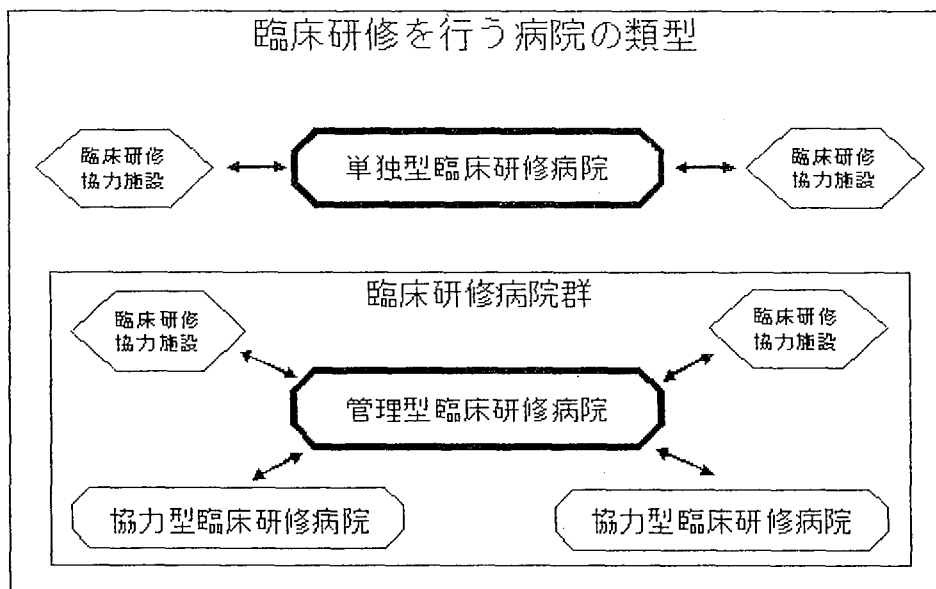 臨床研修を行う病院の類型
臨床研修
協力施設
単独型臨床研修病院
臨床研修
協力施設
臨床研修病院群
臨床研修
協力施設
臨床研修
協力施設
管理型臨床研修病院
協力型臨床研修病院
協力型臨床研修病院